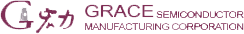 G宏力 GRACE SEMICONDUCTOR
MANUFACTURING CORPORATION